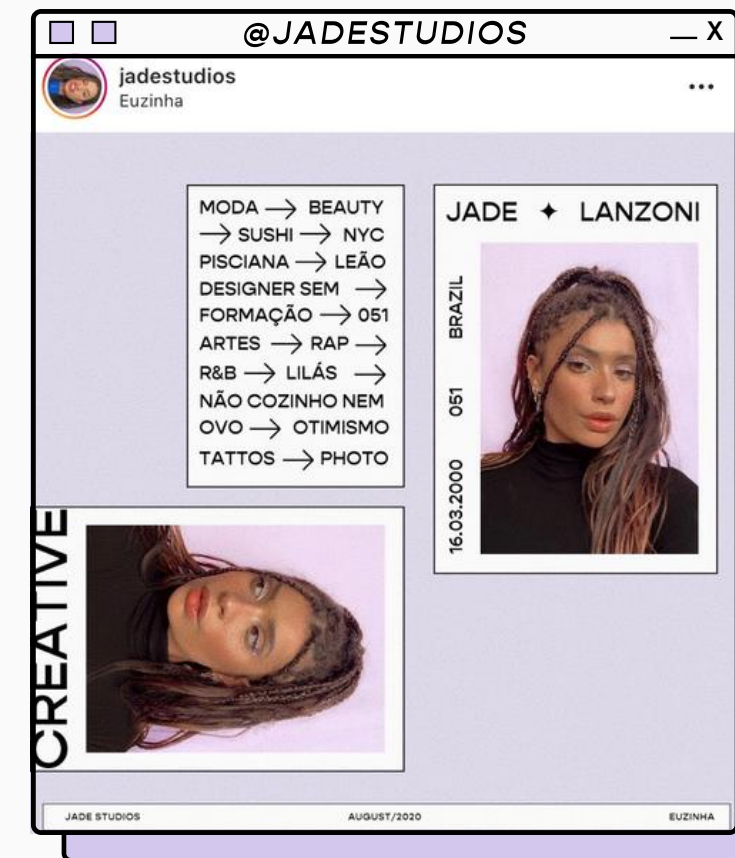 @JADESTUDIOS
X
jadestudios
Euzinha
MODA → BEAUTY
→ SUSHI → NYC
PISCIANA → LEÃO
DESIGNER SEM →
FORMAÇÃO → 051
ARTES → RAP →
R&B → LILÁS →
NÃO COZINHO NEM
OVO → OTIMISMO
TATTOS → PHOTO
JADE ✦ LANZONI
BRAZIL
051
16.03.2000
CREATIVE
JADE STUDIOS
AUGUST/2020
EUZINHA